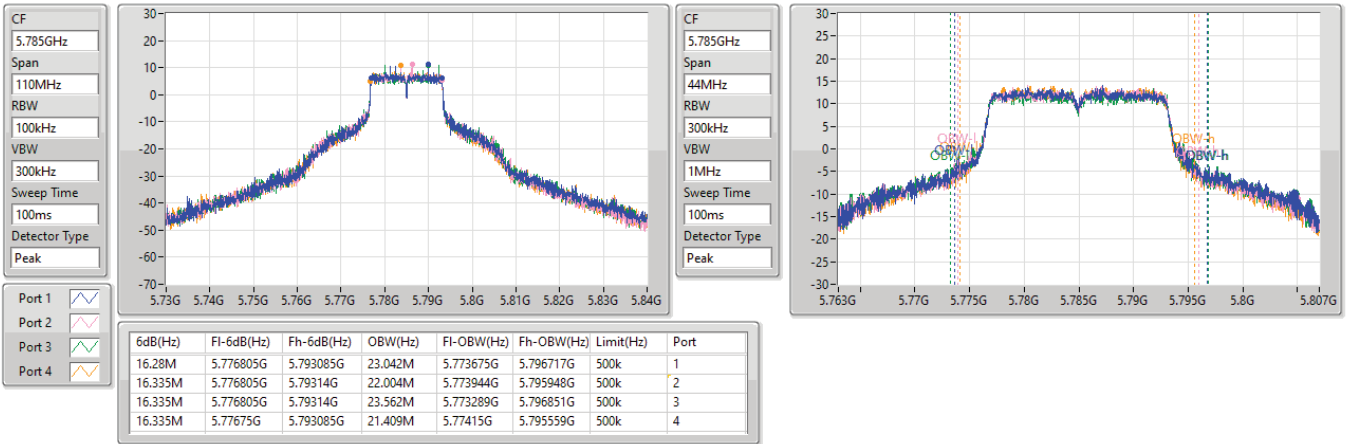 CF
5.785GHz
Span
110MHz
RBW
100kHz
VBW
300kHz
Sweep Time
100ms
Detector Type
Peak
30
20
10
0
-10
-20
-30
-40
-50
-60
-70
5.73G 5.74G 5.75G 5.76G 5.77G 5.78G 5.79G 5.8G 5.81G 5.82G 5.83G 5.84G
CF
5.785GHz
Span
44MHz
RBW
300kHz
VBW
1MHz
Sweep Time
100ms
Detector Type
Peak
30
25
20
15
10
5
0
-5
-10
-15
-20
-25
-30
OBW-l OBW-h
OBW-h
5.763G 5.77G 5.775G 5.78G 5.785G 5.79G 5.795G 5.8G 5.807G
Port 1
Port 2
Port 3
Port 4
6dB(Hz) Fl-6dB(Hz) Fh-6dB(Hz) OBW(Hz) Fl-OBW(Hz) Fh-OBW(Hz) Limit(Hz) Port
16.28M 5.776805G 5.793085G 23.042M 5.773675G 5.796717G 500k 1
16.335M 5.776805G 5.79314G 22.004M 5.773944G 5.795948G 500k 2
16.335M 5.776805G 5.79314G 23.562M 5.773289G 5.796851G 500k 3
16.335M 5.77675G 5.793085G 21.409M 5.77415G 5.795559G 500k 4